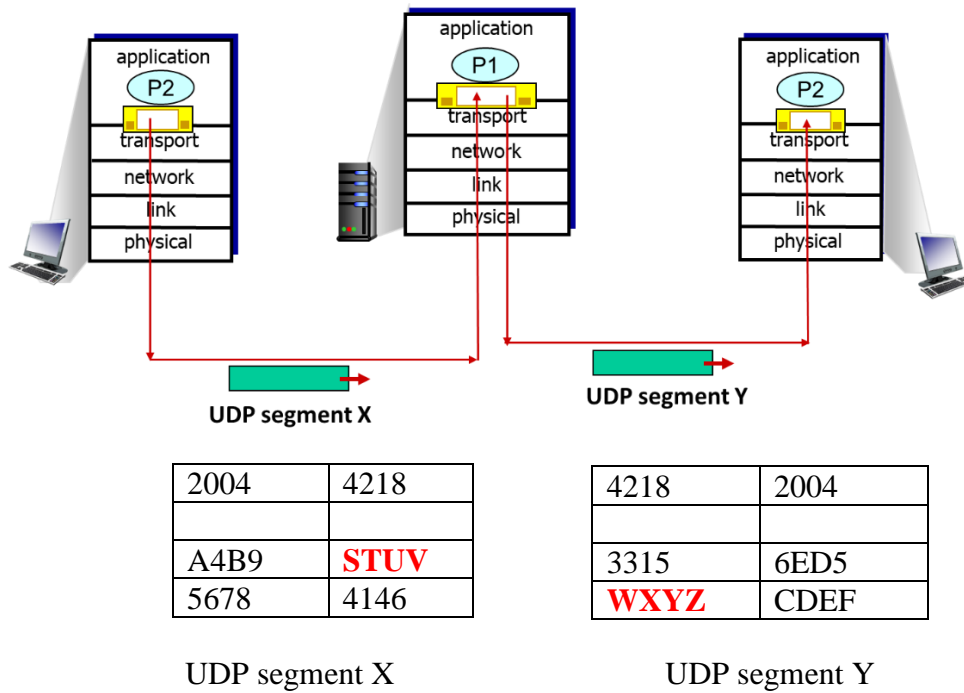 application
P2
transport
network
link
physical
application
P1
transport
network
link
physical
application
P2
transport
network
link
physical
UDP segment X
UDP segment Y
2004 4218
A4B9 STUV
5678 4146
4218 2004
3315 6ED5
WXYZ CDEF
UDP segment X
UDP segment Y